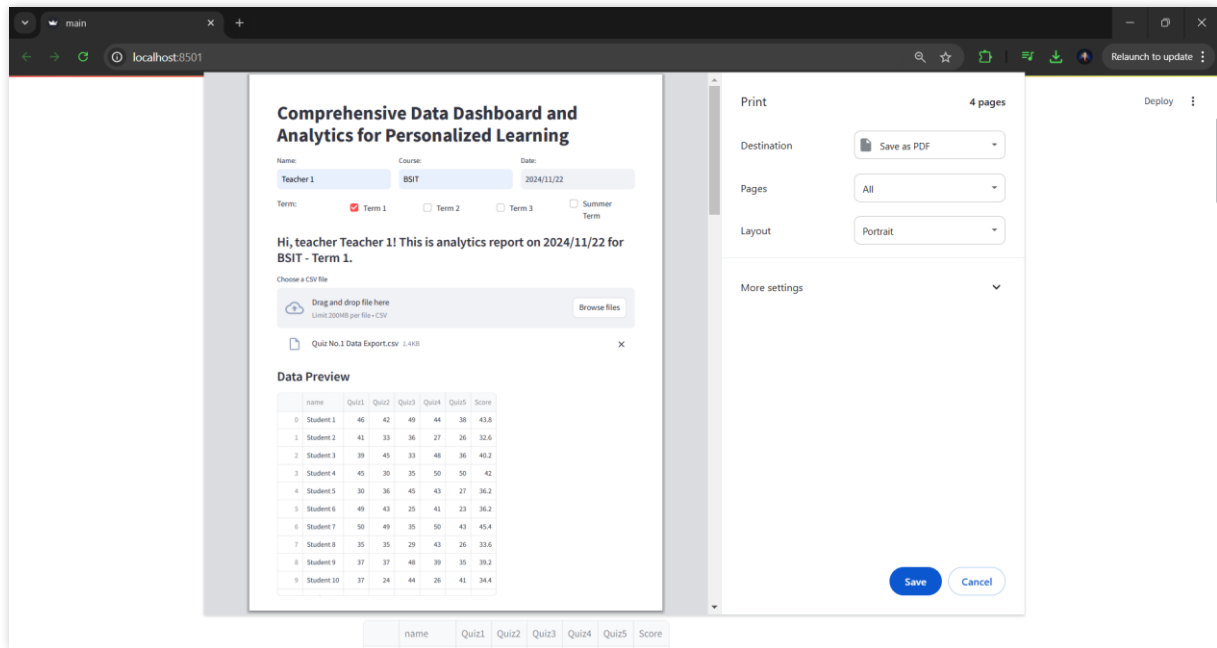 main
localhost:8501
Relaunch to update
Deploy
Comprehensive Data Dashboard and
Analytics for Personalized Learning
Name: Course: Date:
Teacher 1 BSIT 2024/11/22
Term: Term 1 Term 2 Term 3 Summer
Term
Hi, teacher Teacher 1! This is analytics report on 2024/11/22 for
BSIT - Term 1.
Choose a CSV file
Drag and drop file here
Limit 200MB per file • CSV
Browse files
Quiz No.1 Data Export.csv 1.4KB
Data Preview
name Quiz1 Quiz2 Quiz3 Quiz4 Quiz5 Score
0 Student 1 46 42 49 44 38 43.8
1 Student 2 41 33 36 27 26 32.6
2 Student 3 39 45 33 48 36 40.2
3 Student 4 45 30 35 50 50 42
4 Student 5 30 36 45 43 27 36.2
5 Student 6 49 43 25 41 23 36.2
6 Student 7 50 49 35 50 43 45.4
7 Student 8 35 35 29 43 26 33.6
8 Student 9 37 37 48 39 35 39.2
9 Student 10 37 24 44 26 41 34.4
Print 4 pages
Destination Save as PDF
Pages All
Layout Portrait
More settings
Save Cancel
name Quiz1 Quiz2 Quiz3 Quiz4 Quiz5 Score